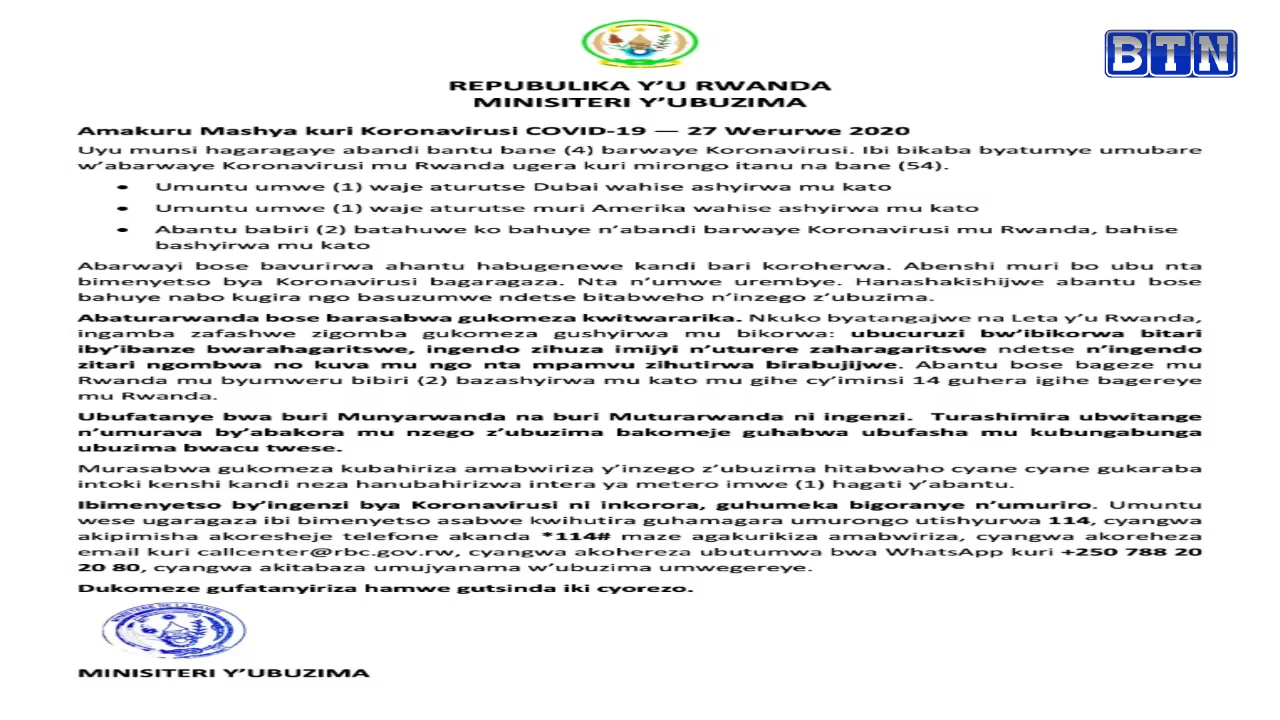 BTN
REPUBULIKA Y’U RWANDA
MINISITERI Y’UBUZIMA
Amakuru Mashya kuri Koronavirusi COVID-19 — 27 Werurwe 2020
Uyu munsi hagaragaye abandi bantu bane (4) barwaye Koronavirusi. Ibi bikaba byatumye umubare
w’abarwaye Koronavirusi mu Rwanda ugera kuri mirongo itanu na bane (54).
• Umuntu umwe (1) waje aturutse Dubai wahise ashyirwa mu kato
• Umuntu umwe (1) waje aturutse muri Amerika wahise ashyirwa mu kato
• Abantu babiri (2) batahuwe ko bahuye n’abandi barwaye Koronavirusi mu Rwanda, bahise
bashyirwa mu kato
Abarwayi bose bavurirwa ahantu habugenewe kandi bari koroherwa. Abenshi muri bo ubu nta
bimenyetso bya Koronavirusi bagaragaza. Nta n’umwe urembye. Hanashakishijwe abantu bose
bahuye nabo kugira ngo basuzumwe ndetse bitabweho n’inzego z’ubuzima.
Abaturarwanda bose barasabwa gukomeza kwitwararika. Nkuko byatangajwe na Leta y’u Rwanda,
ingamba zafashwe zigomba gukomeza gushyirwa mu bikorwa: ubucuruzi bw’ibikorwa bitari
iby’ibanze bwarahagaritswe, ingendo zihuza imijyi n’uturere zaharagaritswe ndetse n’ingendo
zitari ngombwa no kuva mu ngo nta mpamvu zihutirwa birabujijwe. Abantu bose bageze mu
Rwanda mu byumweru bibiri (2) bazashyirwa mu kato mu gihe cy’iminsi 14 guhera igihe bagereye
mu Rwanda.
Ubufatanye bwa buri Munyarwanda na buri Muturarwanda ni ingenzi. Turashimira ubwitange
n’umurava by’abakora mu nzego z’ubuzima bakomeje guhabwa ubufasha mu kubungabunga
ubuzima bwacu twese.
Murasabwa gukomeza kubahiriza amabwiriza y’inzego z’ubuzima hitabwaho cyane cyane gukaraba
intoki kenshi kandi neza hanubahirizwa intera ya metero imwe (1) hagati y’abantu.
Ibimenyetso by’ingenzi bya Koronavirusi ni inkorora, guhumeka bigoranye n’umuriro. Umuntu
wese ugaragaza ibi bimenyetso asabwe kwihutira guhamagara umurongo utishyurwa 114, cyangwa
akipimisha akoresheje telefone akanda *114# maze agakurikiza amabwiriza, cyangwa akoreheza
email kuri callcenter@rbc.gov.rw, cyangwa akohereza ubutumwa bwa WhatsApp kuri +250 788 20
20 80, cyangwa akitabaza umujyanama w’ubuzima umwegereye.
Dukomeze gufatanyiriza hamwe gutsinda iki cyorezo.
MINISTERE DE LA SANTE
MINISITERI Y’UBUZIMA